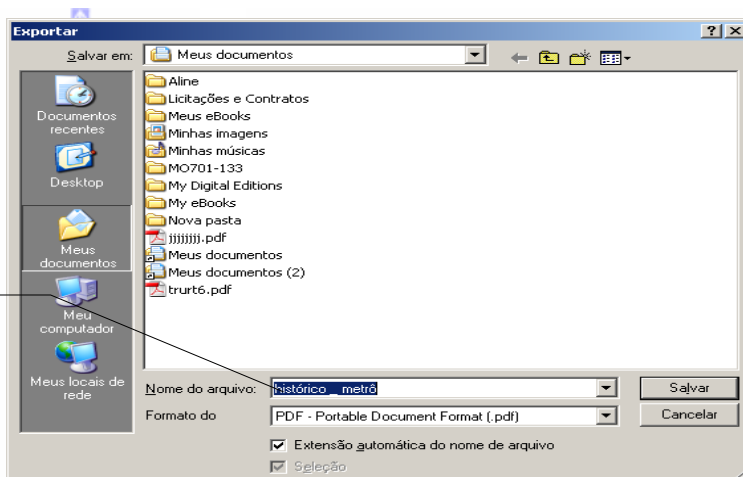 Exportar
Salvar em: Meus documentos
Documentos recentes
Desktop
Meus documentos
Meu computador
Meus locais de rede
Aline
Licitações e Contratos
Meus eBooks
Minhas imagens
Minhas músicas
MO701-133
My Digital Editions
My eBooks
Nova pasta
jjjjjjjj.pdf
Meus documentos
Meus documentos (2)
trurt6.pdf
Nome do arquivo: histórico _ metrô Salvar
Formato do PDF - Portable Document Format (.pdf) Cancelar
Extensão automática do nome de arquivo
Seleção